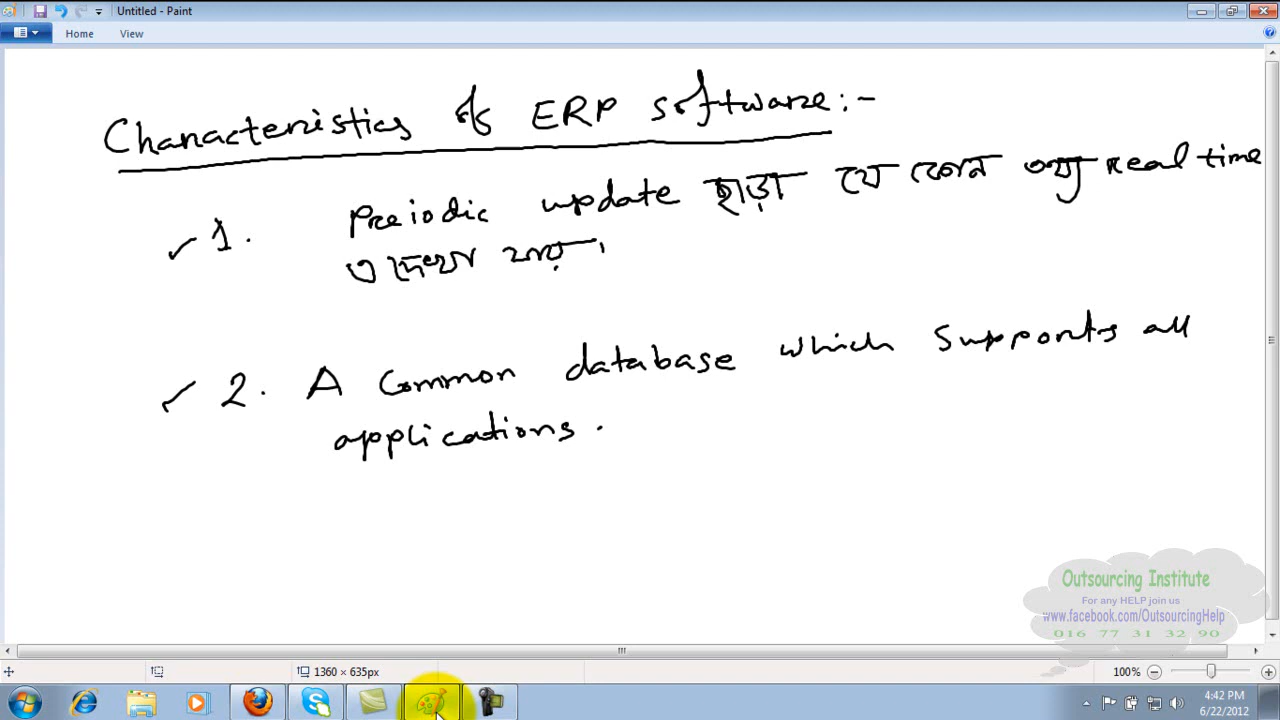 Untitled - Paint
Home View
Characteristics of ERP software:-
1. Preiodic update ছাড়া যে কোন তথ্য real time
এ দেখা যায়।
2. A common database which supports all
applications.
Outsourcing Institute
For any HELP join us
www.facebook.com/OutsourcingHelp
016 77 31 32 90
1360 × 635px 100%
4:42 PM
6/22/2012